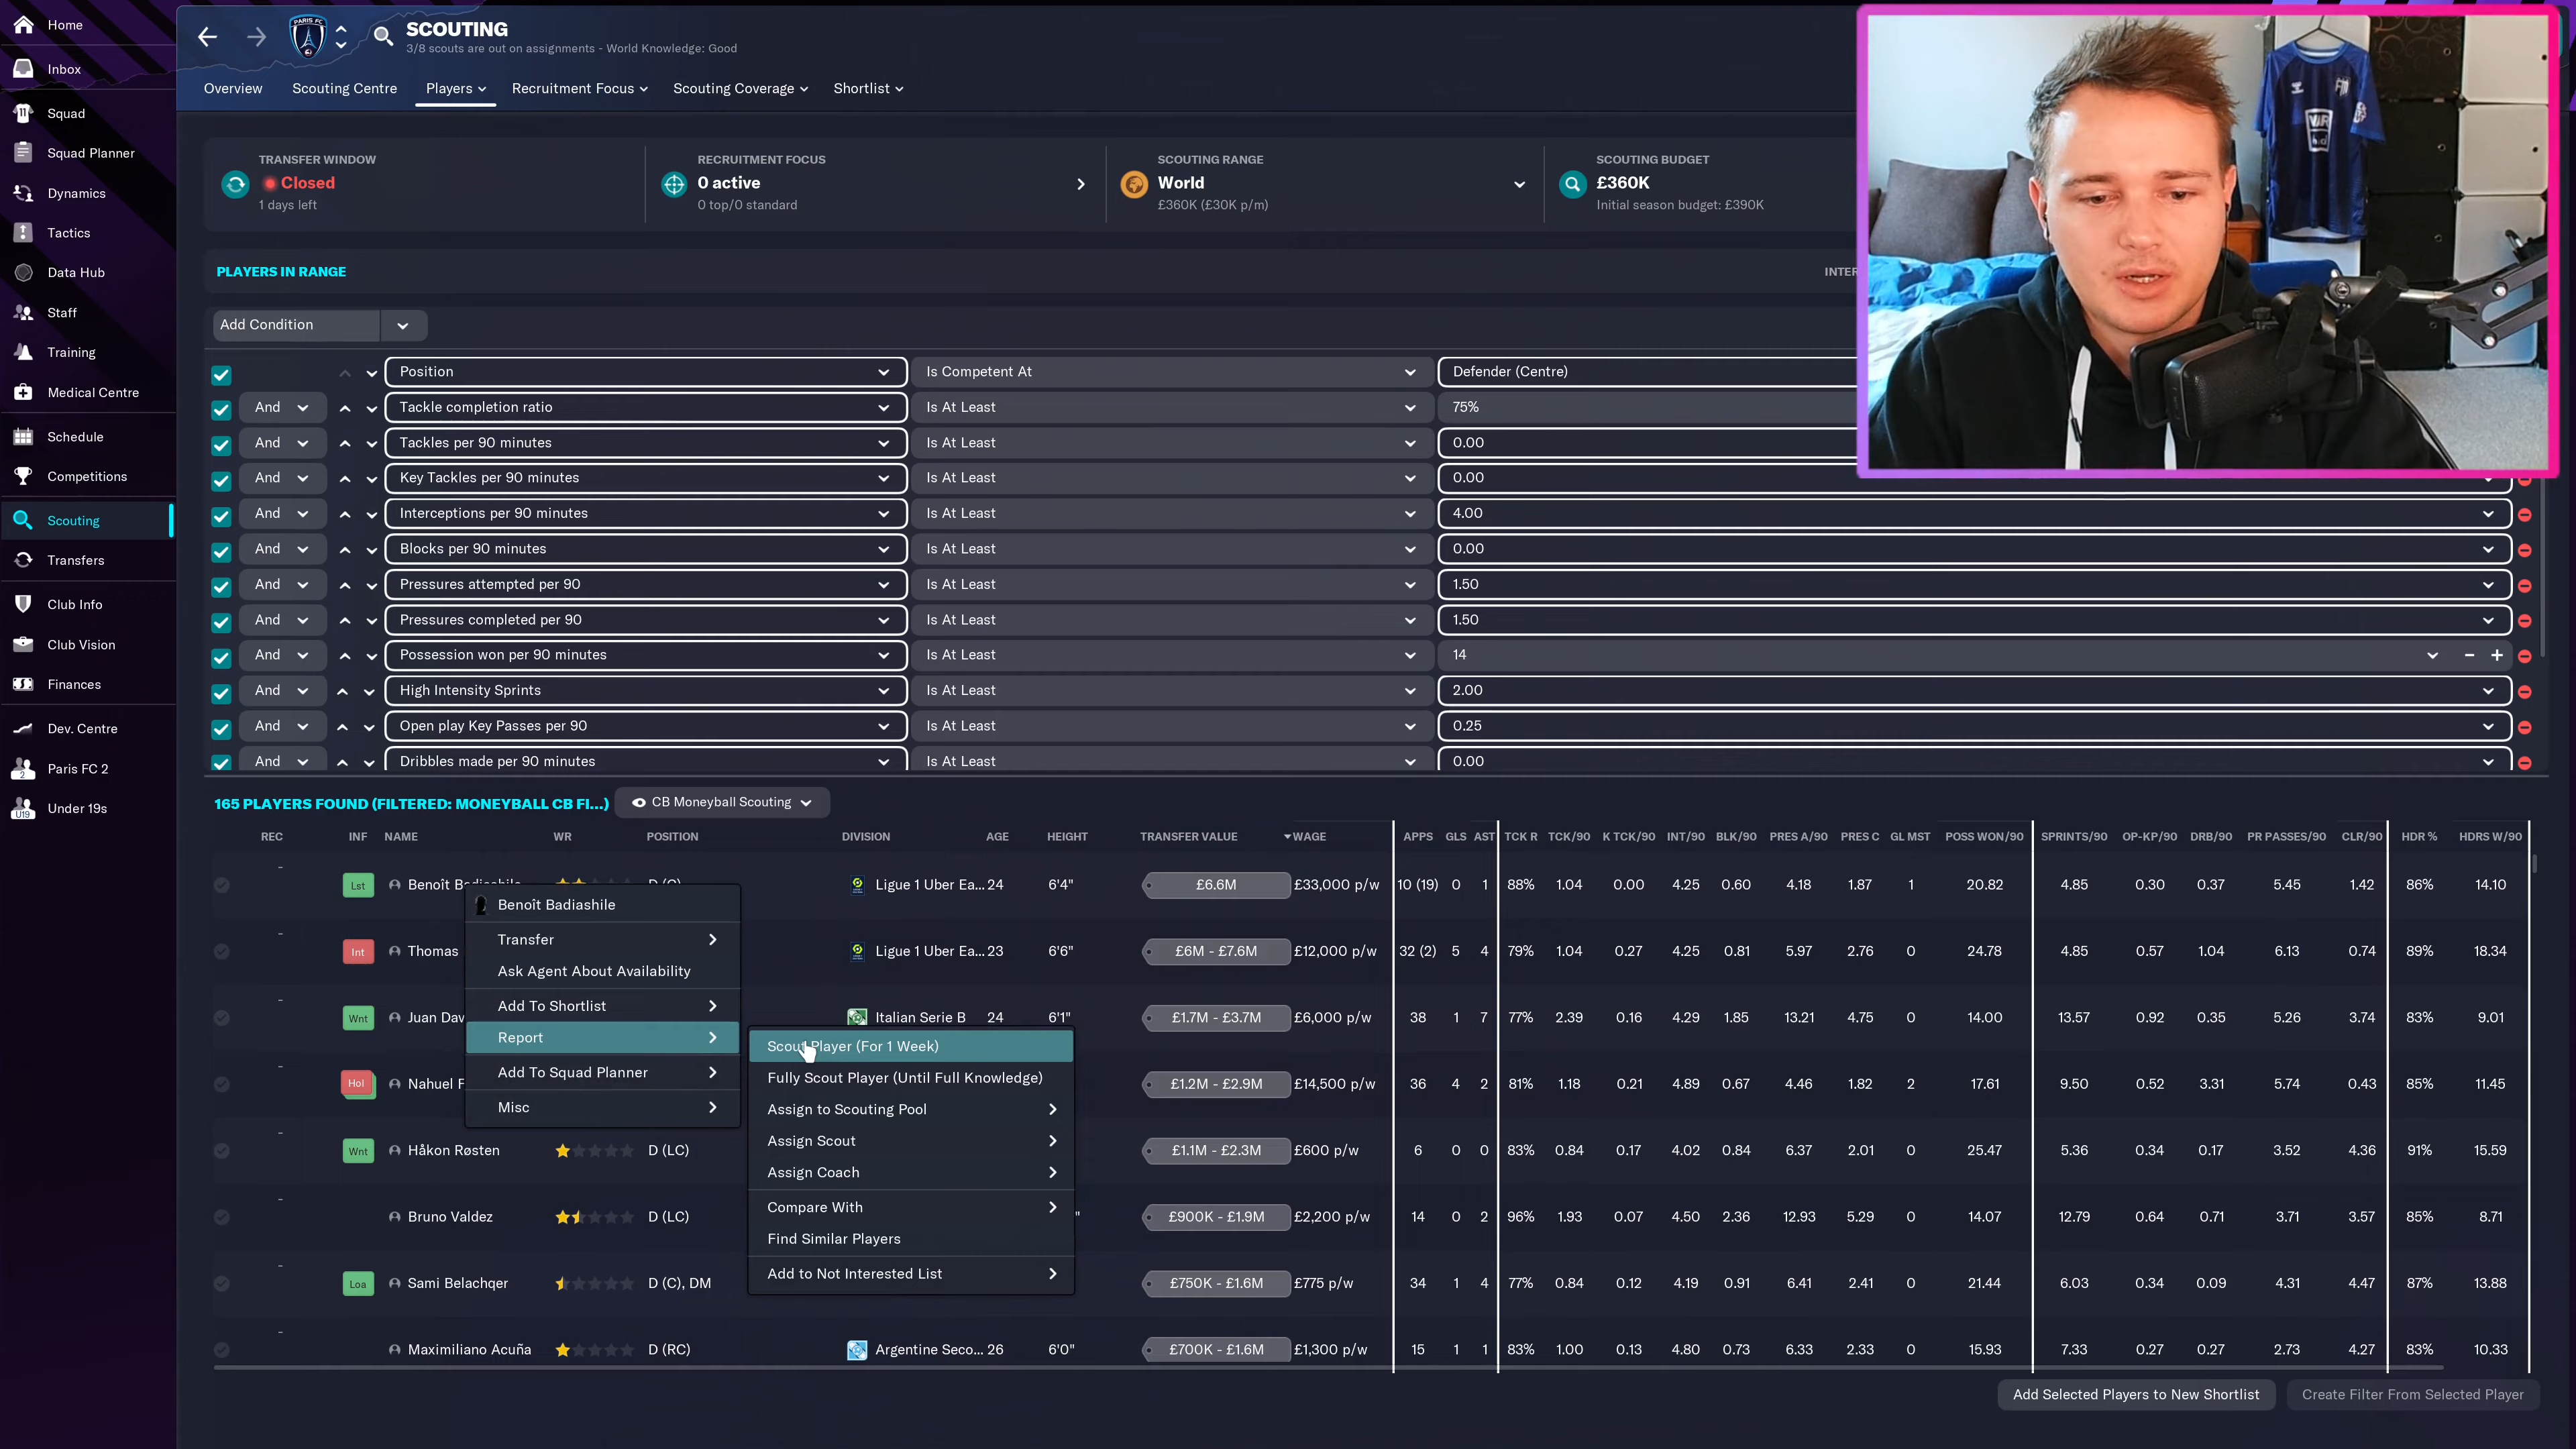 Home
Inbox
Squad
Squad Planner
Dynamics
Tactics
Data Hub
Staff
Training
Medical Centre
Schedule
Competitions
Scouting
Transfers
Club Info
Club Vision
Finances
Dev. Centre
Paris FC 2
Under 19s
PARIS FC
SCOUTING
3/8 scouts are out on assignments - World Knowledge: Good
Overview Scouting Centre Players Recruitment Focus Scouting Coverage Shortlist
TRANSFER WINDOW
Closed
1 days left
RECRUITMENT FOCUS
0 active
0 top/0 standard
SCOUTING RANGE
World
£360K (£30K p/m)
SCOUTING BUDGET
£360K
Initial season budget: £390K
PLAYERS IN RANGE
INTER
Add Condition
Position Is Competent At Defender (Centre)
And Tackle completion ratio Is At Least 75%
And Tackles per 90 minutes Is At Least 0.00
And Key Tackles per 90 minutes Is At Least 0.00
And Interceptions per 90 minutes Is At Least 4.00
And Blocks per 90 minutes Is At Least 0.00
And Pressures attempted per 90 Is At Least 1.50
And Pressures completed per 90 Is At Least 1.50
And Possession won per 90 minutes Is At Least 14
And High Intensity Sprints Is At Least 2.00
And Open play Key Passes per 90 Is At Least 0.25
And Dribbles made per 90 minutes Is At Least 0.00
165 PLAYERS FOUND (FILTERED: MONEYBALL CB FI...) CB Moneyball Scouting
REC INF NAME WR POSITION DIVISION AGE HEIGHT TRANSFER VALUE WAGE APPS GLS AST TCK R TCK/90 K TCK/90 INT/90 BLK/90 PRES A/90 PRES C GL MST POSS WON/90 SPRINTS/90 OP-KP/90 DRB/90 PR PASSES/90 CLR/90 HDR % HDRS W/90
- Lst Benoît Badiashile D (C) Ligue 1 Uber Ea... 24 6'4" £6.6M £33,000 p/w 10 (19) 0 1 88% 1.04 0.00 4.25 0.60 4.18 1.87 1 20.82 4.85 0.30 0.37 5.45 1.42 86% 14.10
- Int Thomas Ligue 1 Uber Ea... 23 6'6" £6M - £7.6M £12,000 p/w 32 (2) 5 4 79% 1.04 0.27 4.25 0.81 5.97 2.76 0 24.78 4.85 0.57 1.04 6.13 0.74 89% 18.34
- Wnt Juan Dav Italian Serie B 24 6'1" £1.7M - £3.7M £6,000 p/w 38 1 7 77% 2.39 0.16 4.29 1.85 13.21 4.75 0 14.00 13.57 0.92 0.35 5.26 3.74 83% 9.01
- Hol Nahuel F £1.2M - £2.9M £14,500 p/w 36 4 2 81% 1.18 0.21 4.89 0.67 4.46 1.82 2 17.61 9.50 0.52 3.31 5.74 0.43 85% 11.45
- Wnt Håkon Røsten D (LC) £1.1M - £2.3M £600 p/w 6 0 0 83% 0.84 0.17 4.02 0.84 6.37 2.01 0 25.47 5.36 0.34 0.17 3.52 4.36 91% 15.59
- Bruno Valdez D (LC) " £900K - £1.9M £2,200 p/w 14 0 2 96% 1.93 0.07 4.50 2.36 12.93 5.29 0 14.07 12.79 0.64 0.71 3.71 3.57 85% 8.71
- Loa Sami Belachqer D (C), DM £750K - £1.6M £775 p/w 34 1 4 77% 0.84 0.12 4.19 0.91 6.41 2.41 0 21.44 6.03 0.34 0.09 4.31 4.47 87% 13.88
- Maximiliano Acuña D (RC) Argentine Seco... 26 6'0" £700K - £1.6M £1,300 p/w 15 1 1 83% 1.00 0.13 4.80 0.73 6.33 2.33 0 15.93 7.33 0.27 0.27 2.73 4.27 83% 10.33
Benoît Badiashile
Transfer
Ask Agent About Availability
Add To Shortlist
Report
Add To Squad Planner
Misc
Scout Player (For 1 Week)
Fully Scout Player (Until Full Knowledge)
Assign to Scouting Pool
Assign Scout
Assign Coach
Compare With
Find Similar Players
Add to Not Interested List
Add Selected Players to New Shortlist Create Filter From Selected Player